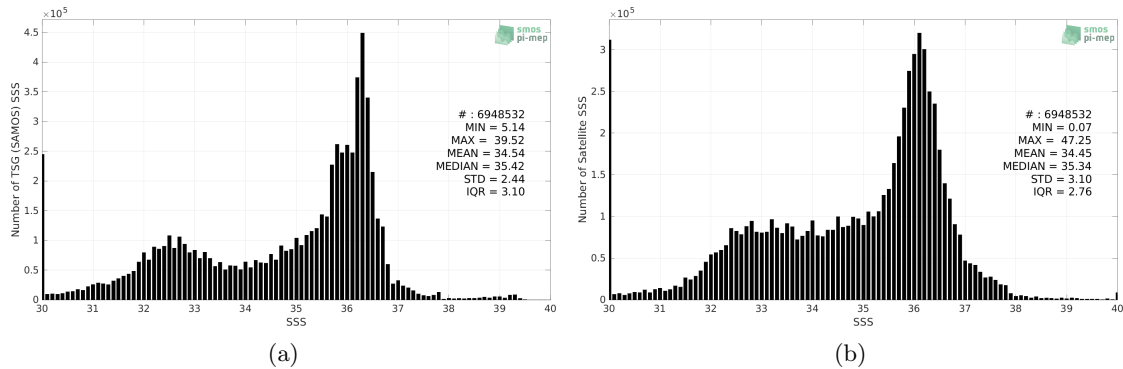 ×10^5
4.5
4
3.5
3
2.5
2
1.5
1
0.5
0
Number of TSG (SAMOS) SSS
smos
pi-mep
# : 6948532
MIN = 5.14
MAX = 39.52
MEAN = 34.54
MEDIAN = 35.42
STD = 2.44
IQR = 3.10
30 31 32 33 34 35 36 37 38 39 40
SSS
(a)
×10^5
3
2.5
2
1.5
1
0.5
0
Number of Satellite SSS
smos
pi-mep
# : 6948532
MIN = 0.07
MAX = 47.25
MEAN = 34.45
MEDIAN = 35.34
STD = 3.10
IQR = 2.76
30 31 32 33 34 35 36 37 38 39 40
SSS
(b)